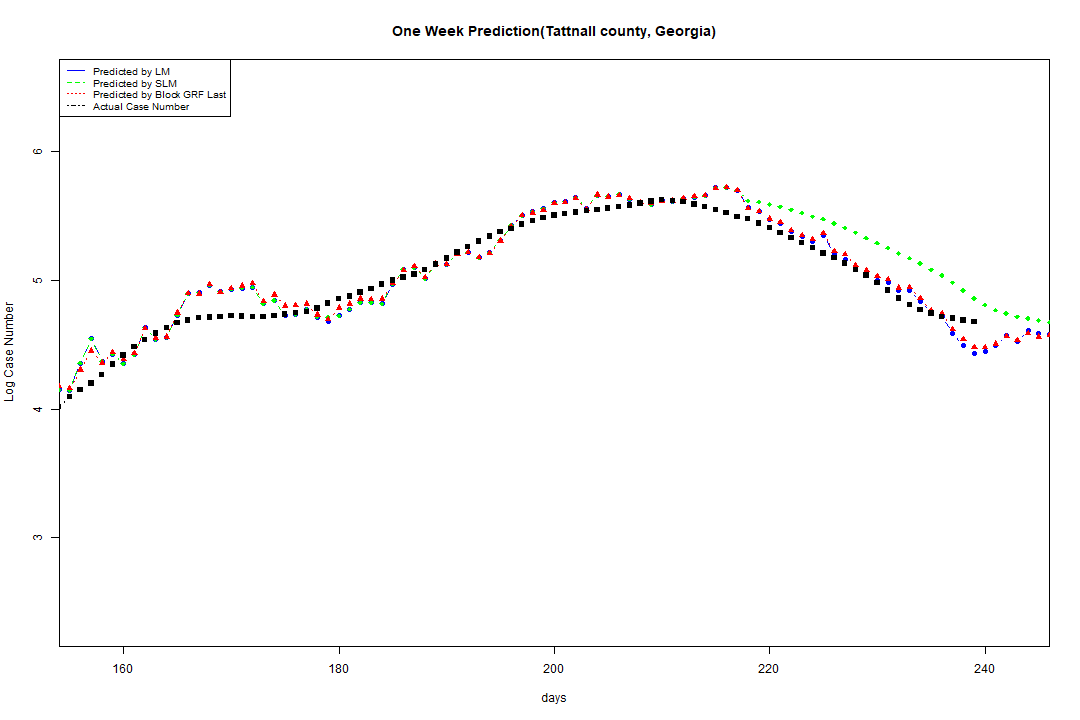 One Week Prediction(Tattnall county, Georgia)
Predicted by LM
Predicted by SLM
Predicted by Block GRF Last
Actual Case Number
6
5
4
3
Log Case Number
160
180
200
220
240
days